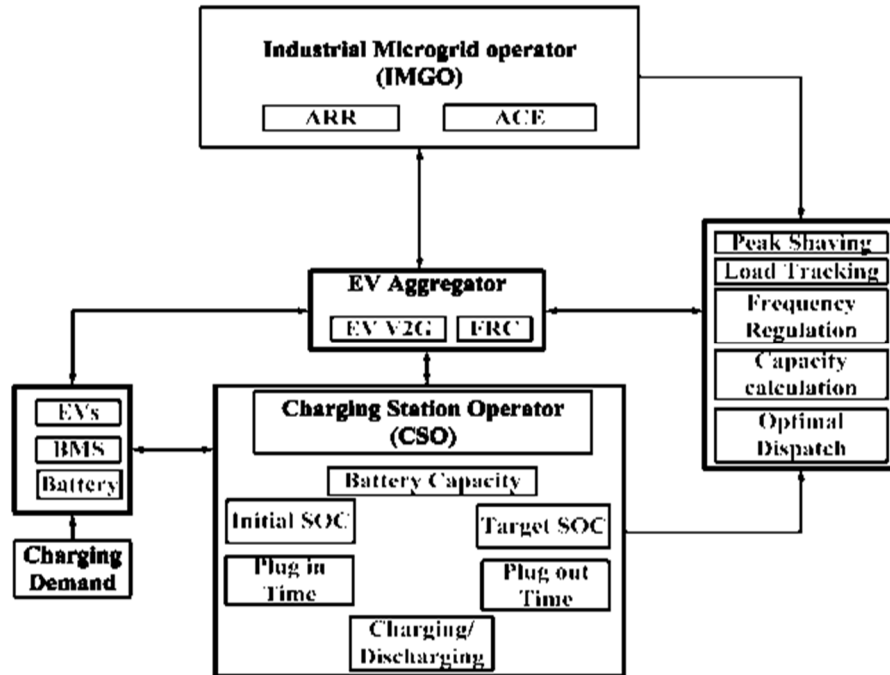 Industrial Microgrid operator
(IMGO)
ARR
ACE
Peak Shaving
Load Tracking
Frequency
Regulation
Capacity
calculation
Optimal
Dispatch
EV Aggregator
EV V2G
FRC
EVs
BMS
Battery
Charging
Demand
Charging Station Operator
(CSO)
Battery Capacity
Initial SOC
Target SOC
Plug in
Time
Plug out
Time
Charging/
Discharging